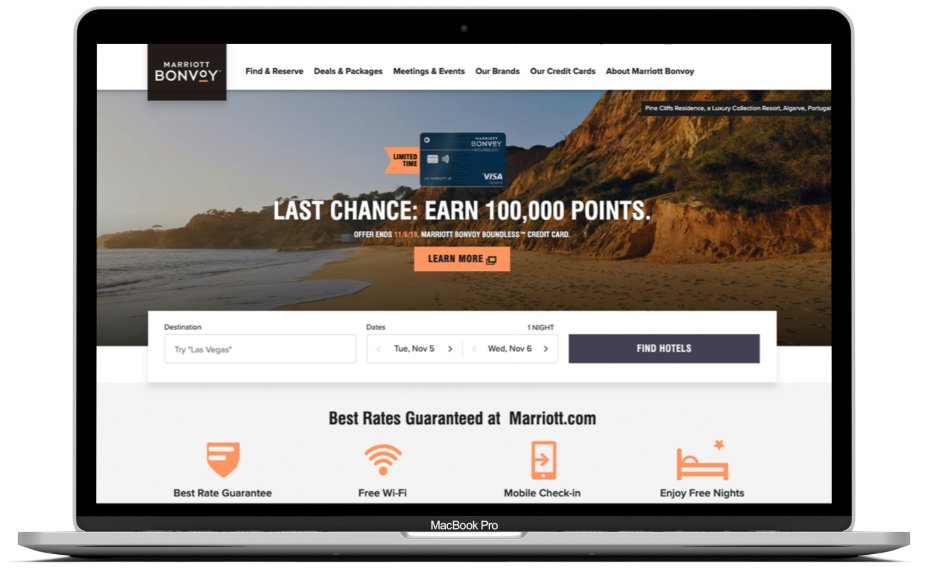 MARRIOTT
BONVOY
Find & Reserve Deals & Packages Meetings & Events Our Brands Our Credit Cards About Marriott Bonvoy
Pine Cliffs Residence, a Luxury Collection Resort, Algarve, Portugal
MARRIOTT
BONVOY
BOUNDLESS
LIMITED
TIME
VISA
LAST CHANCE: EARN 100,000 POINTS.
OFFER ENDS 11/6/19. MARRIOTT BONVOY BOUNDLESS™ CREDIT CARD.
LEARN MORE
Destination Dates 1 NIGHT
Try "Las Vegas" < Tue, Nov 5 > < Wed, Nov 6 > FIND HOTELS
Best Rates Guaranteed at Marriott.com
Best Rate Guarantee Free Wi-Fi Mobile Check-in Enjoy Free Nights
MacBook Pro